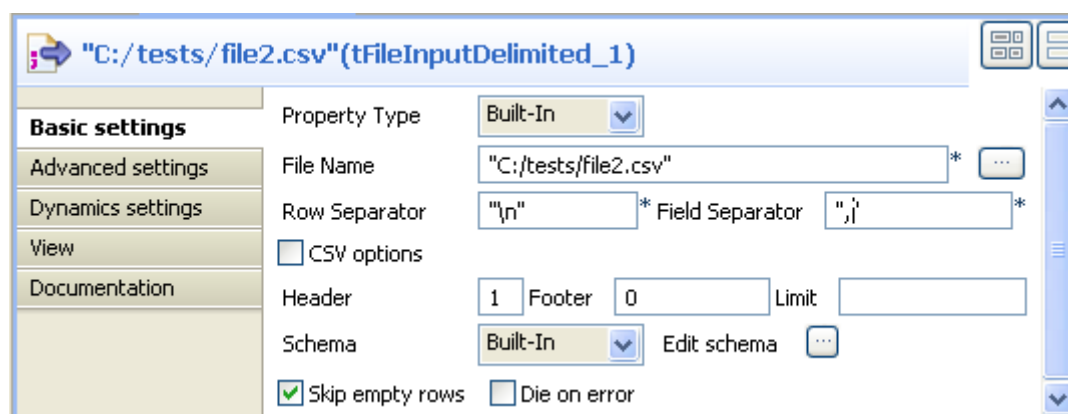 "C:/tests/file2.csv"(tFileInputDelimited_1)
Basic settings
Advanced settings
Dynamics settings
View
Documentation
Property Type Built-In
File Name "C:/tests/file2.csv" * ...
Row Separator "\n" * Field Separator "," *
CSV options
Header 1 Footer 0 Limit
Schema Built-In Edit schema ...
Skip empty rows Die on error